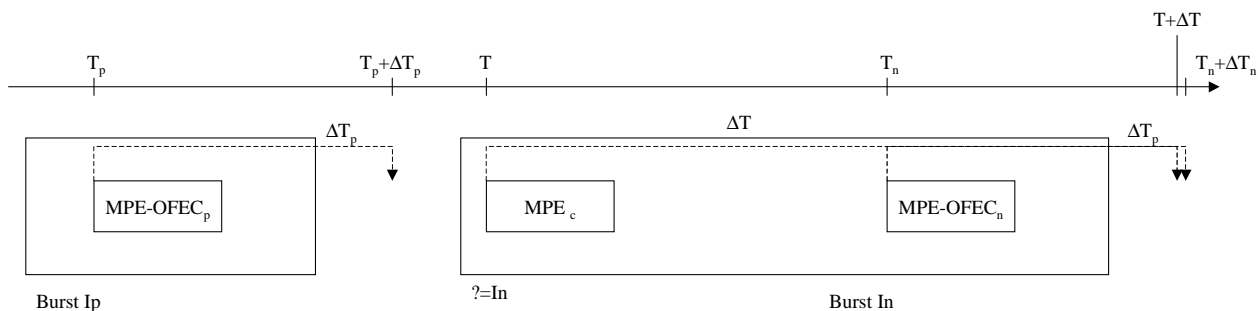 T+ΔT
Tp Tp+ΔTp T Tn Tn+ΔTn
ΔTp ΔT ΔTp
MPE-OFECp MPE c MPE-OFECn
?=In
Burst Ip Burst In